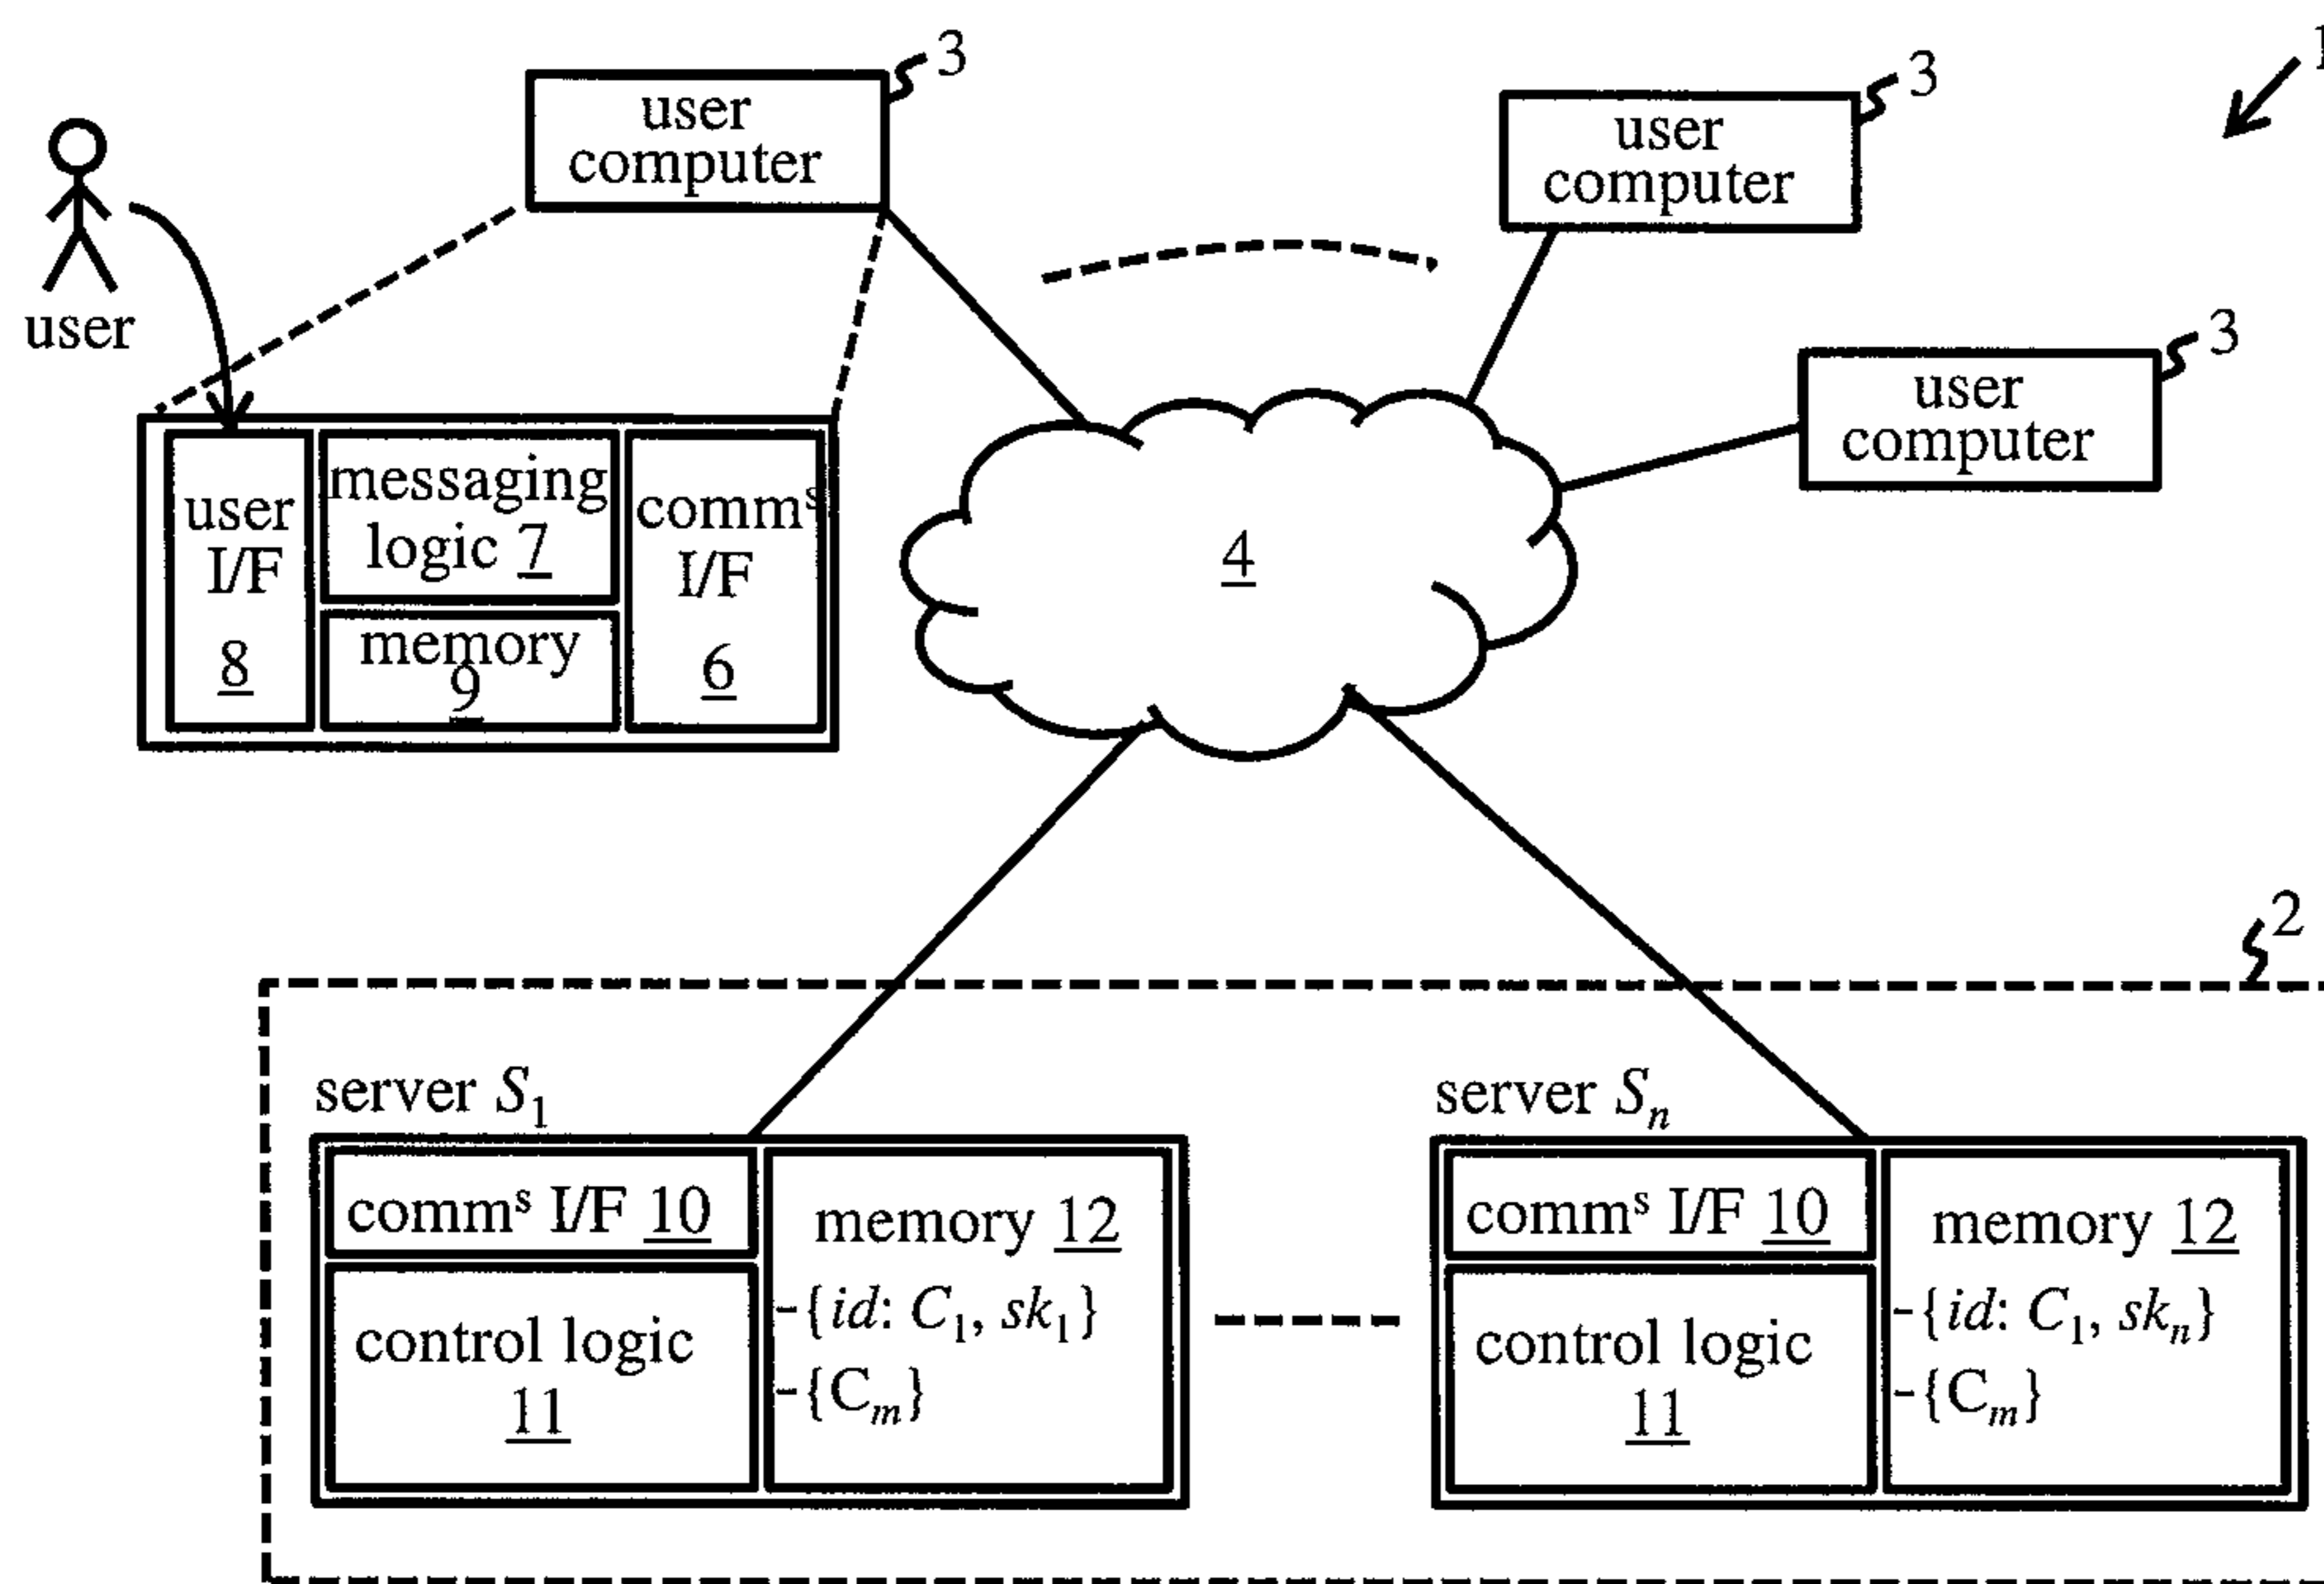 3
user
computer
3
user
computer
1
user
3
user
computer
user
I/F
8
messaging
logic 7
memory
9
commˢ
I/F
6
4
2
server S₁
commˢ I/F 10
control logic
11
memory 12
-{id: C₁, sk₁}
-{Cₘ}
server Sₙ
commˢ I/F 10
control logic
11
memory 12
-{id: C₁, skₙ}
-{Cₘ}